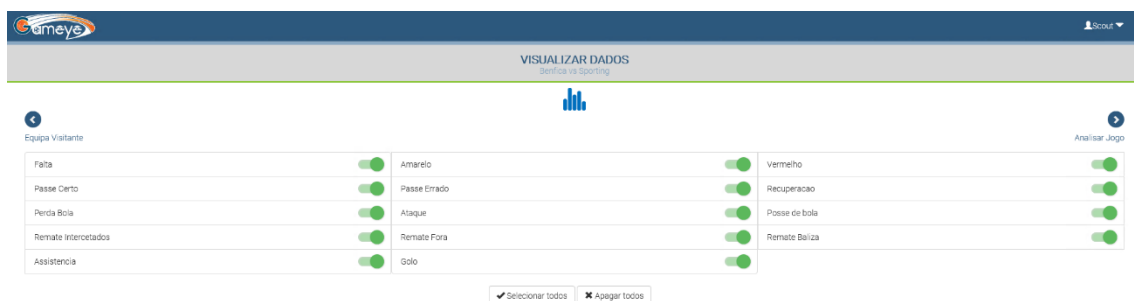 Gameye
Scout
VISUALIZAR DADOS
Benfica vs Sporting
Equipa Visitante
Analisar Jogo
Falta Amarelo Vermelho
Passe Certo Passe Errado Recuperacao
Perda Bola Ataque Posse de bola
Remate Intercetados Remate Fora Remate Baliza
Assistencia Golo
Selecionar todos Apagar todos